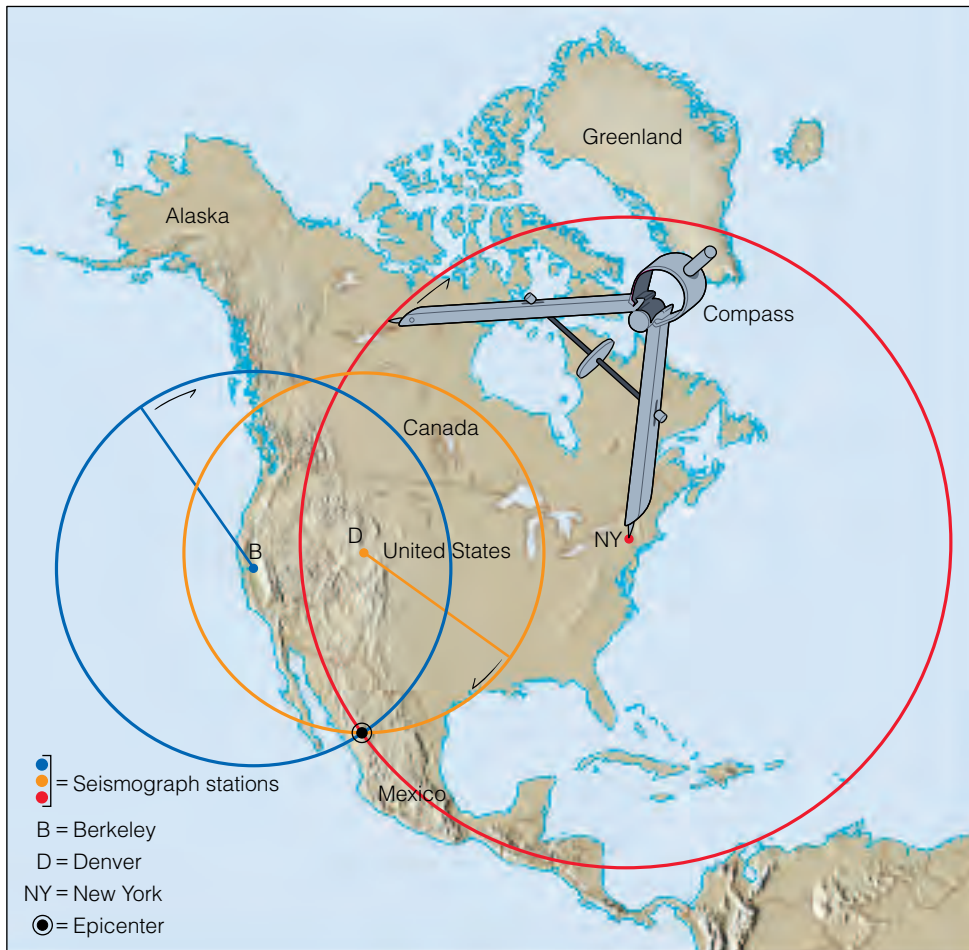 Greenland
Alaska
Compass
Canada
NY
D
United States
B
= Seismograph stations
Mexico
B = Berkeley
D = Denver
NY = New York
= Epicenter